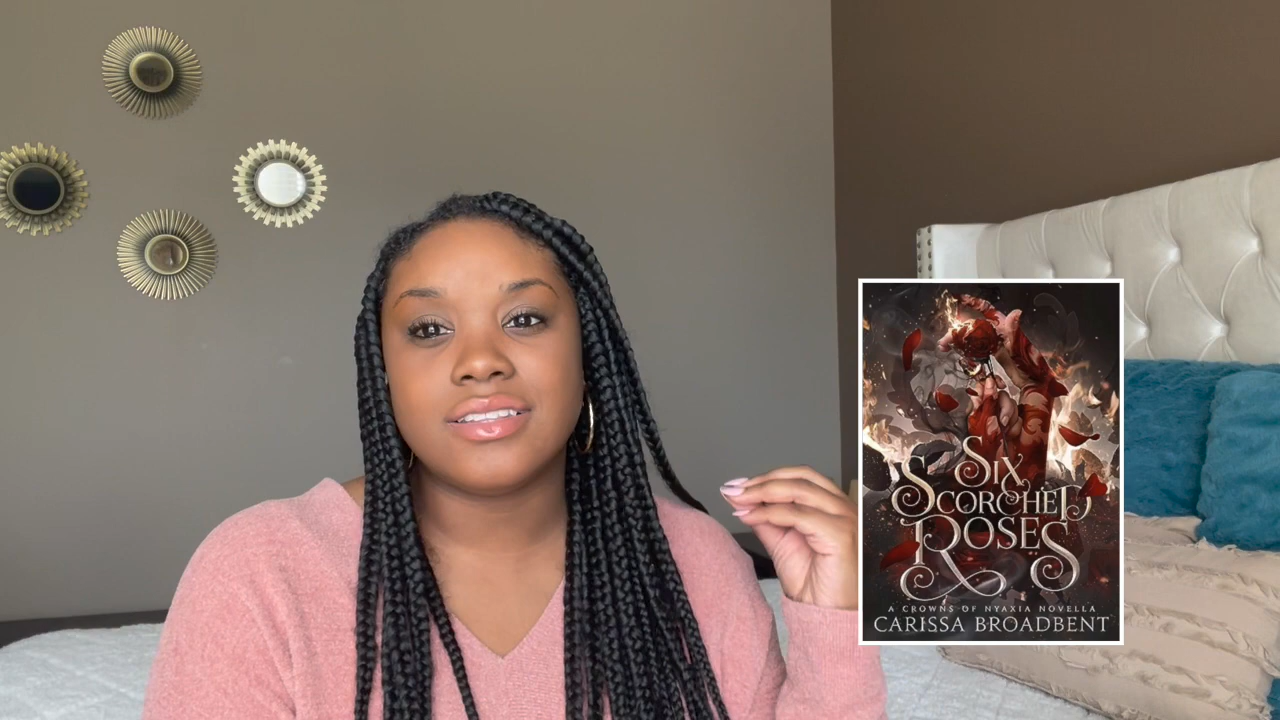 SIX
SCORCHED
ROSES
A CROWNS OF NYAXIA NOVELLA
CARISSA BROADBENT